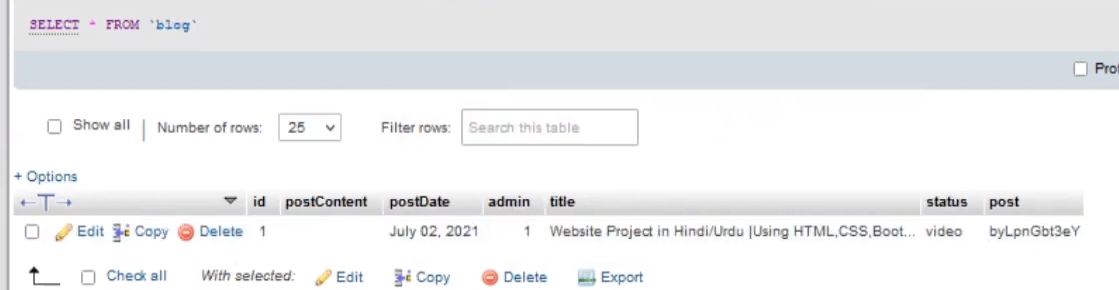 SELECT * FROM `blog`
Show all Number of rows: 25 Filter rows: Search this table
+ Options
id postContent postDate admin title status post
Edit Copy Delete 1 July 02, 2021 1 Website Project in Hindi/Urdu |Using HTML,CSS,Boot... video byLpnGbt3eY
Check all With selected: Edit Copy Delete Export